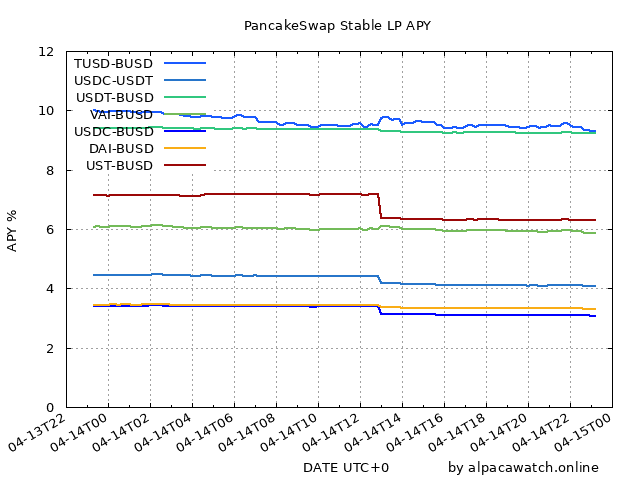 PancakeSwap Stable LP APY
12
10
8
6
4
2
0
APY %
TUSD-BUSD
USDC-USDT
USDT-BUSD
VAI-BUSD
USDC-BUSD
DAI-BUSD
UST-BUSD
04-13T22
04-14T00
04-14T02
04-14T04
04-14T06
04-14T08
04-14T10
04-14T12
04-14T14
04-14T16
04-14T18
04-14T20
04-14T22
04-15T00
DATE UTC+0
by alpacawatch.online